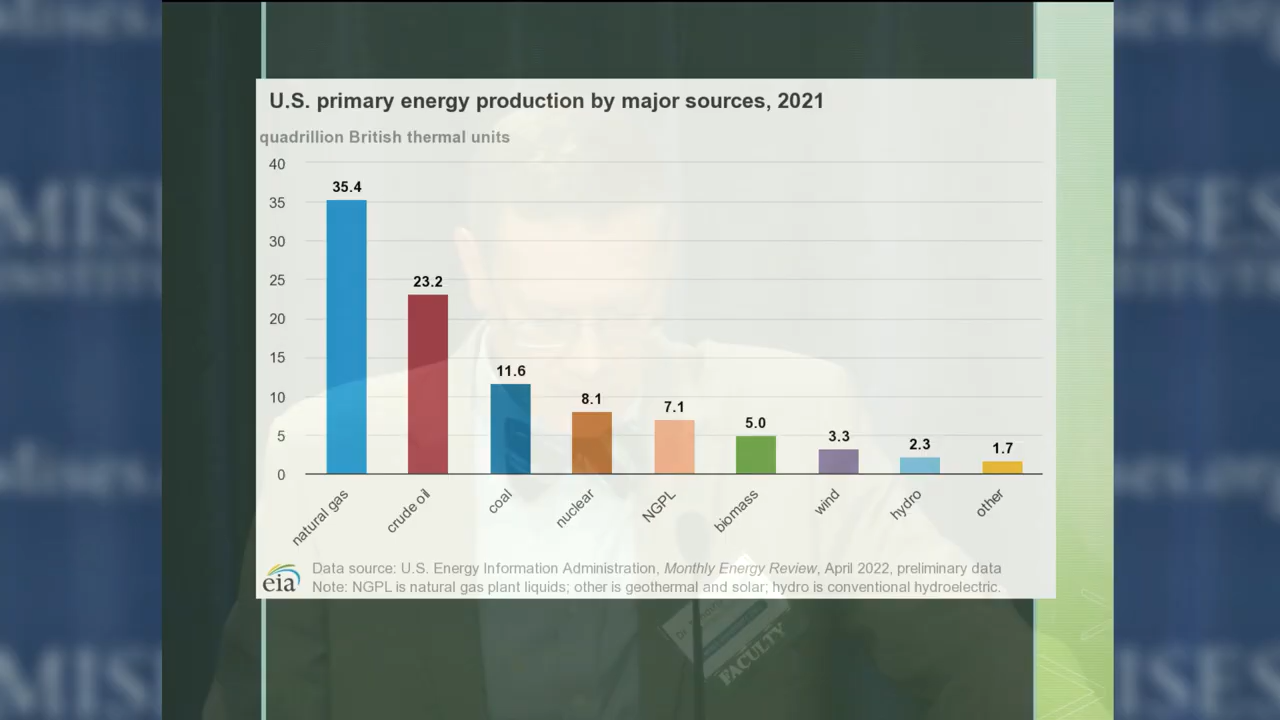 U.S. primary energy production by major sources, 2021
quadrillion British thermal units
40
35
30
25
20
15
10
5
0
35.4
23.2
11.6
8.1
7.1
5.0
3.3
2.3
1.7
natural gas
crude oil
coal
nuclear
NGPL
biomass
wind
hydro
other
eia
Data source: U.S. Energy Information Administration, Monthly Energy Review, April 2022, preliminary data
Note: NGPL is natural gas plant liquids; other is geothermal and solar; hydro is conventional hydroelectric.
FACULTY